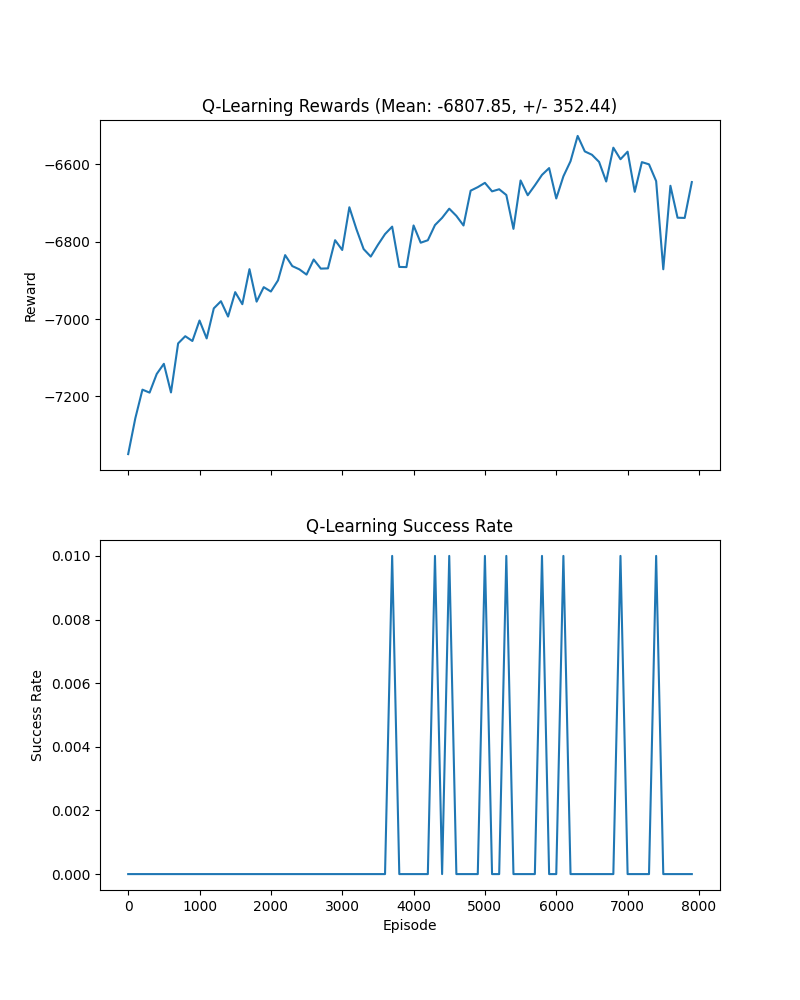 Q-Learning Rewards (Mean: -6807.85, +/- 352.44)
−6600
−6800
−7000
−7200
Reward
Q-Learning Success Rate
0.010
0.008
0.006
0.004
0.002
0.000
Success Rate
0 1000 2000 3000 4000 5000 6000 7000 8000
Episode